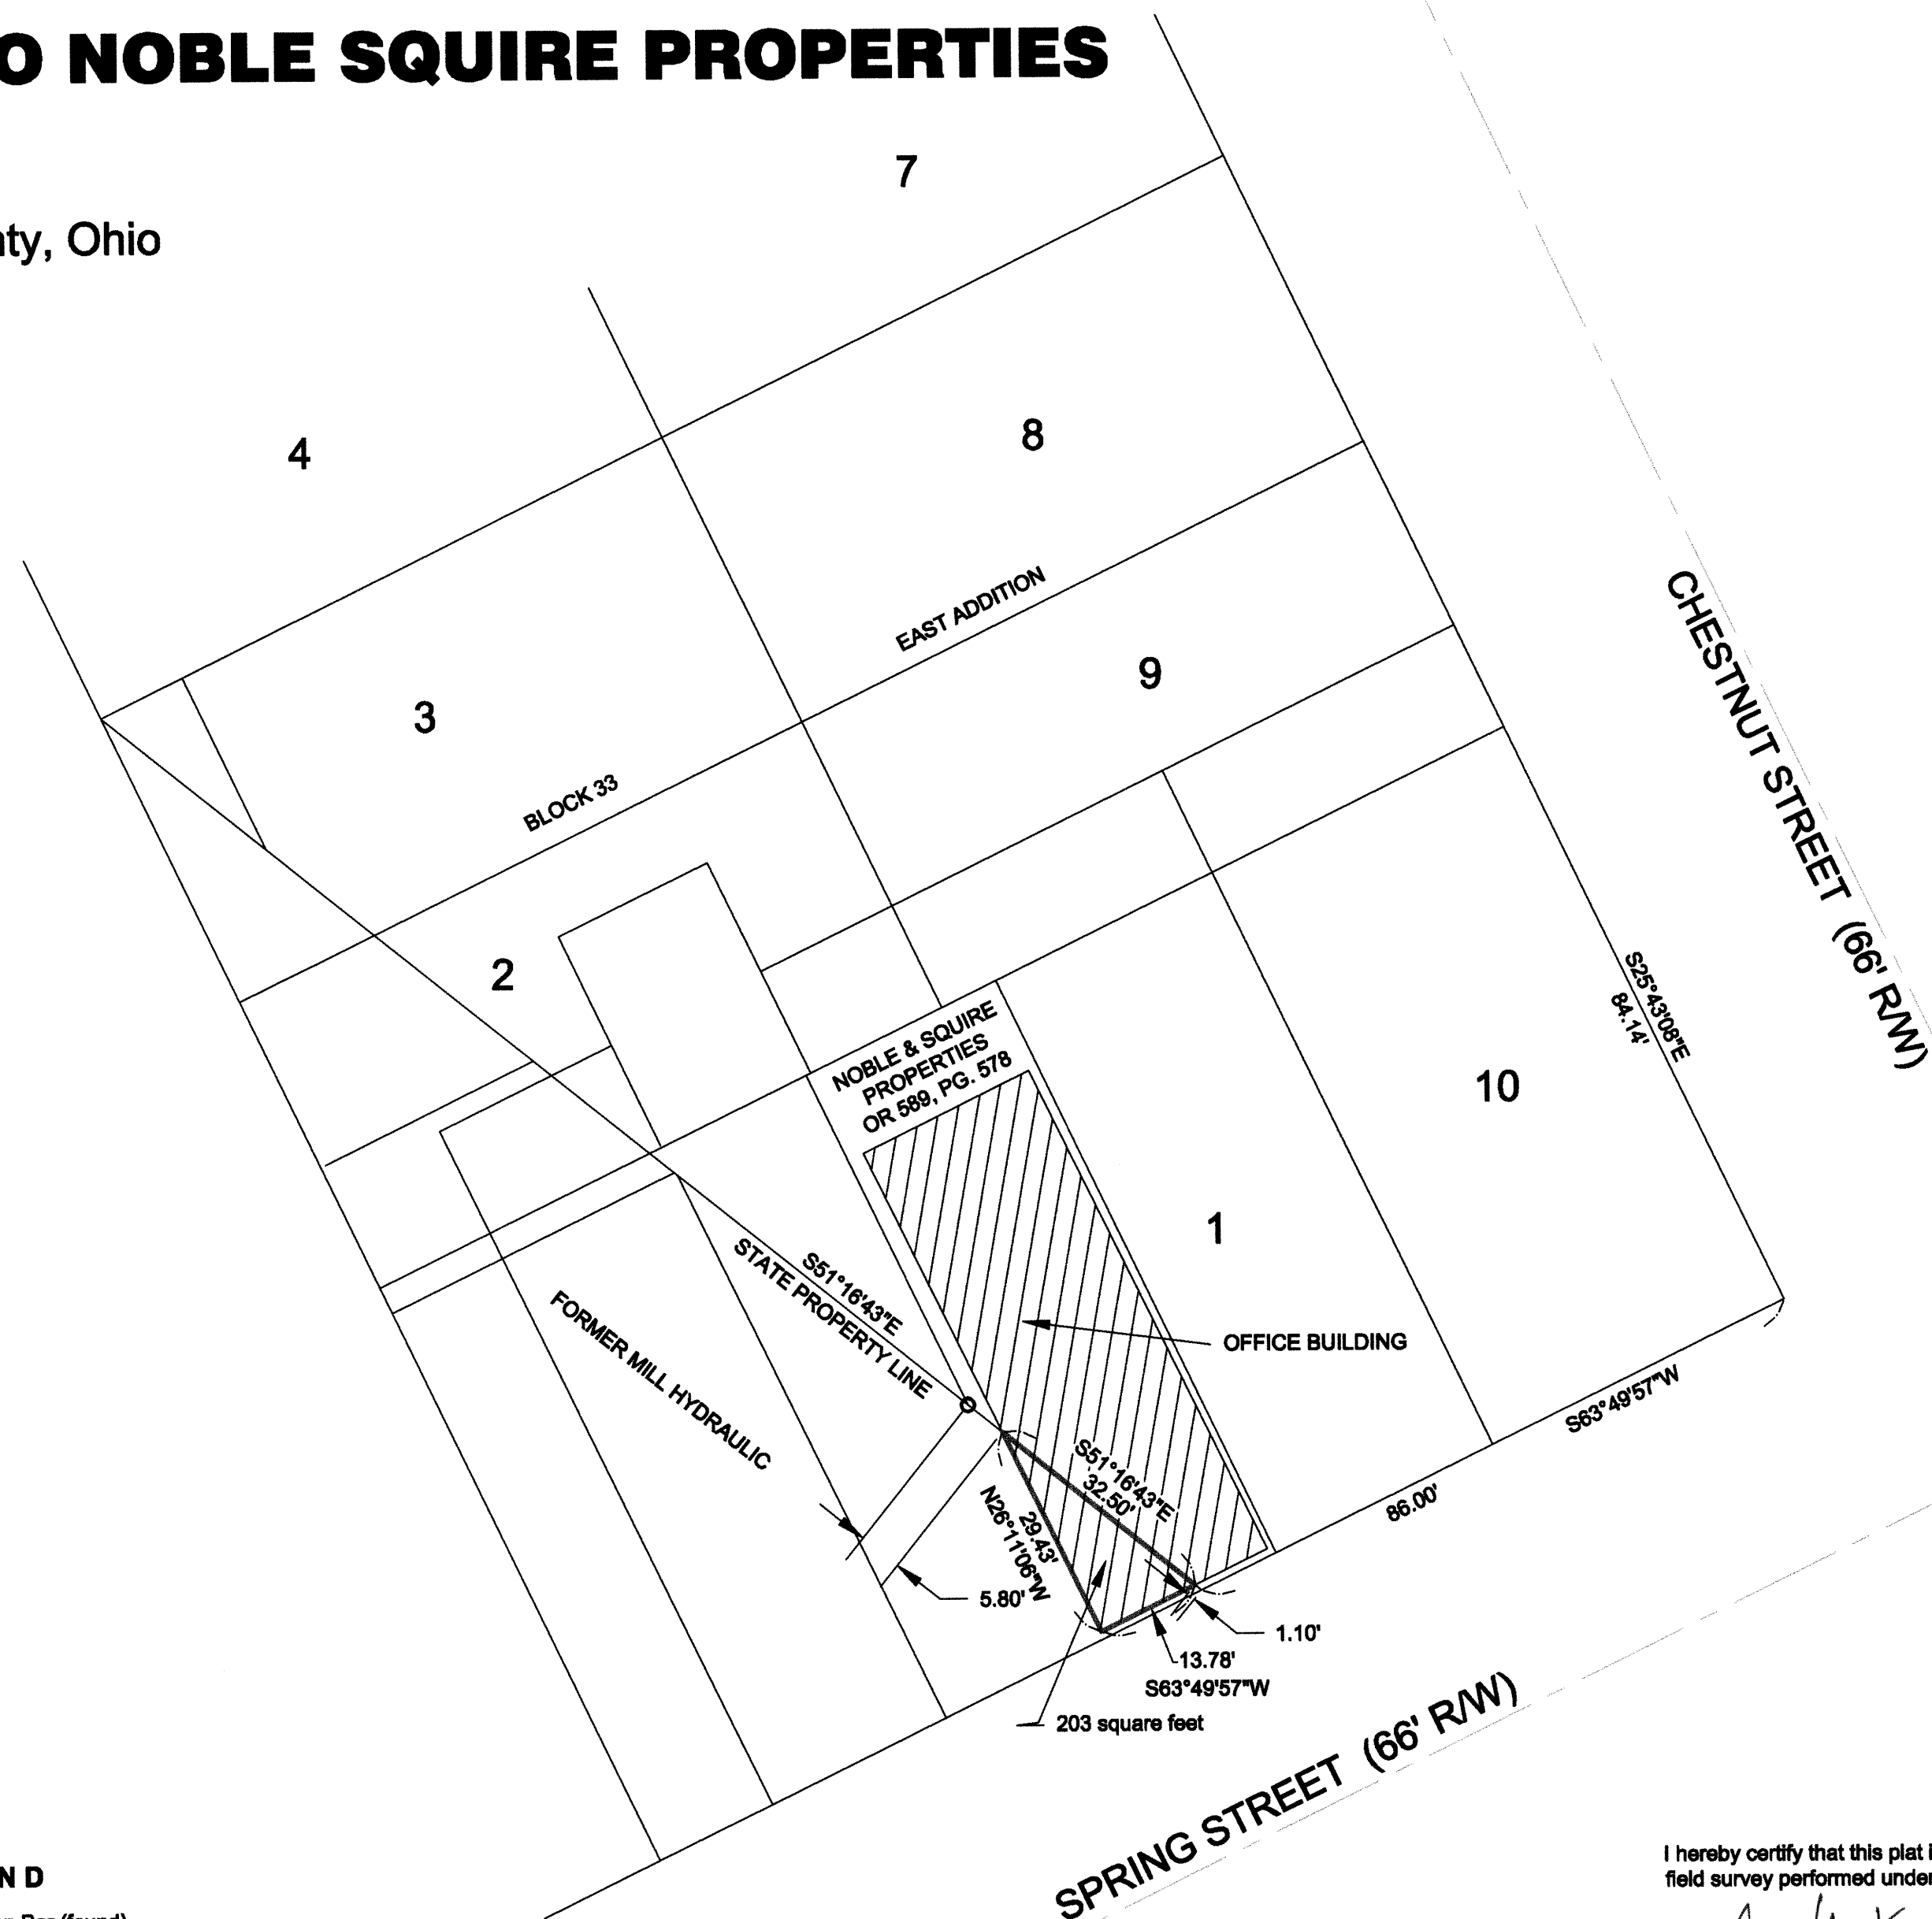 O NOBLE SQUIRE PROPERTIES
7
nty, Ohio
8
4
EAST ADDITION
CHESTNUT STREET (66' R/W)
9
3
BLOCK 33
2
S25°43'08"E
84.14'
NOBLE & SQUIRE
PROPERTIES
OR 589, PG. 578
10
1
S51°16'43"E
STATE PROPERTY LINE
FORMER MILL HYDRAULIC
OFFICE BUILDING
S63°49'57"W
86.00'
S51°16'43"E
32.50'
29.43'
N26°11'06"W
5.80'
1.10'
13.78'
S63°49'57"W
203 square feet
SPRING STREET (66' R/W)
I hereby certify that this plat i
field survey performed under
N D
(found)